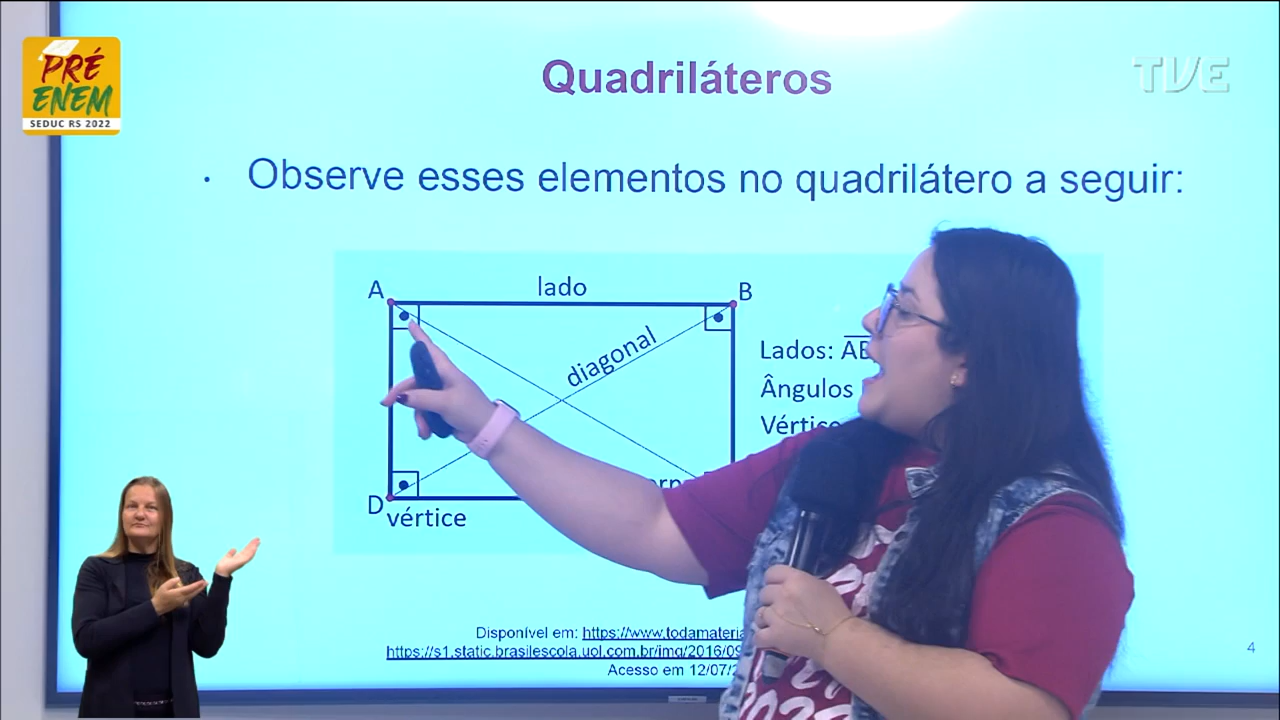 PRÉ
ENEM
SEDUC RS 2022
TVE
Quadriláteros
· Observe esses elementos no quadrilátero a seguir:
A
lado
B
diagonal
Lados:
Ângulos
D
vértice
Disponível em: https://www.todamateria
https://s1.static.brasilescola.uol.com.br/img/2016/09
Acesso em 12/07/2
4